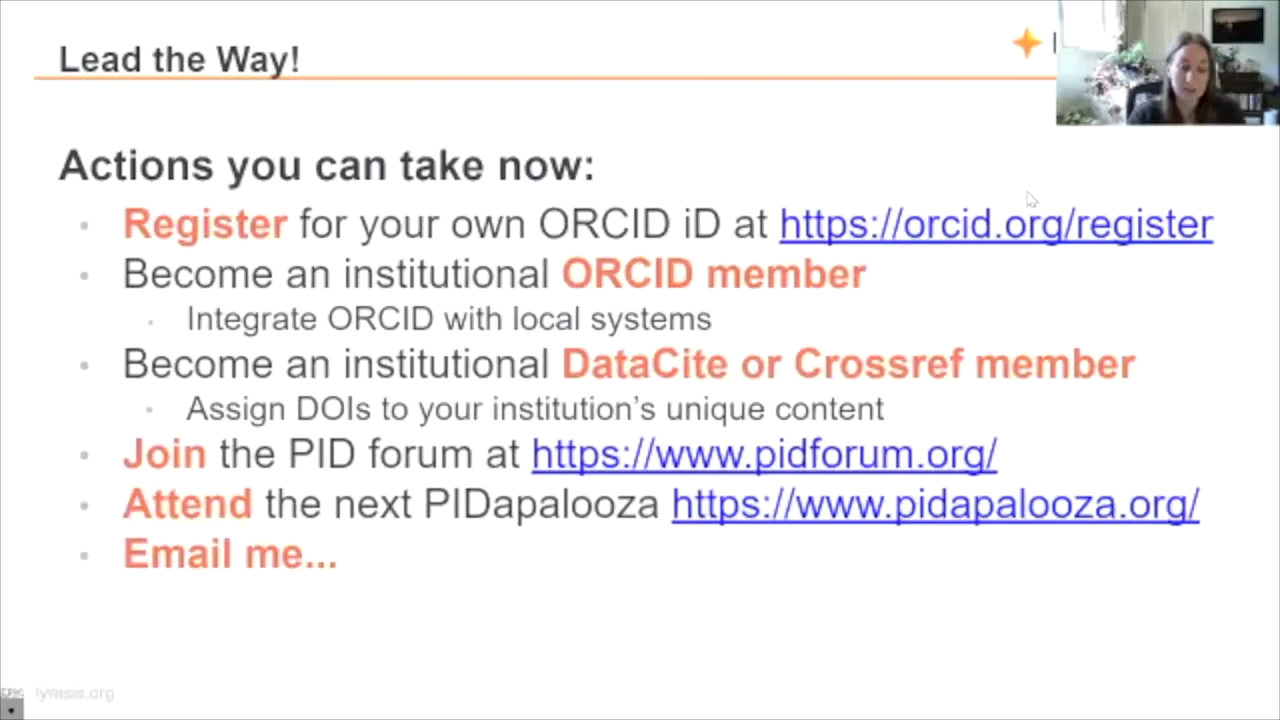 Lead the Way!
Actions you can take now:
Register for your own ORCID iD at https://orcid.org/register
Become an institutional ORCID member
Integrate ORCID with local systems
Become an institutional DataCite or Crossref member
Assign DOIs to your institution’s unique content
Join the PID forum at https://www.pidforum.org/
Attend the next PIDapalooza https://www.pidapalooza.org/
Email me...
lyrasis.org